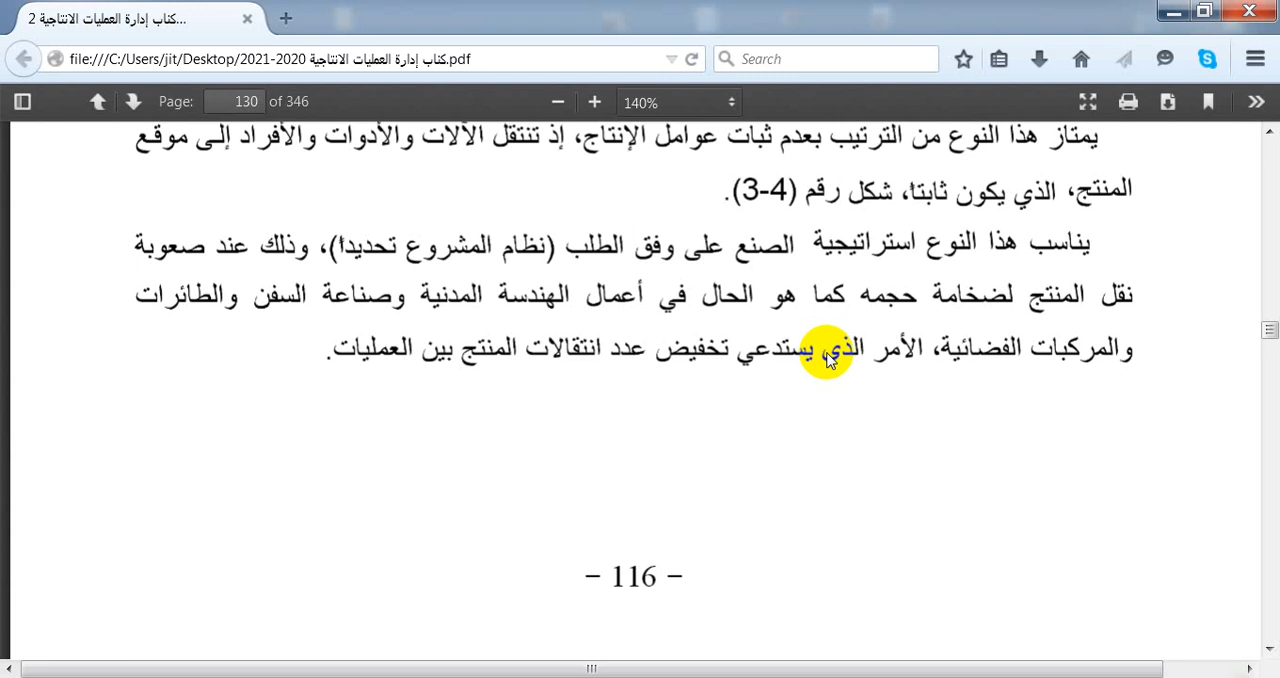 كتاب إدارة العمليات الانتاجية 2...
file:///C:/Users/jit/Desktop/2021-2020 كتاب إدارة العمليات الانتاجية.pdf
Search
Page: 130 of 346
140%
يمتاز هذا النوع من الترتيب بعدم ثبات عوامل الإنتاج، إذ تنتقل الآلات والأدوات والأفراد إلى موقع
المنتج، الذي يكون ثابتاً، شكل رقم (4-3).
يناسب هذا النوع استراتيجية الصنع على وفق الطلب (نظام المشروع تحديداً)، وذلك عند صعوبة
نقل المنتج لضخامة حجمه كما هو الحال في أعمال الهندسة المدنية وصناعة السفن والطائرات
والمركبات الفضائية، الأمر الذي يستدعي تخفيض عدد انتقالات المنتج بين العمليات.
- 116 -